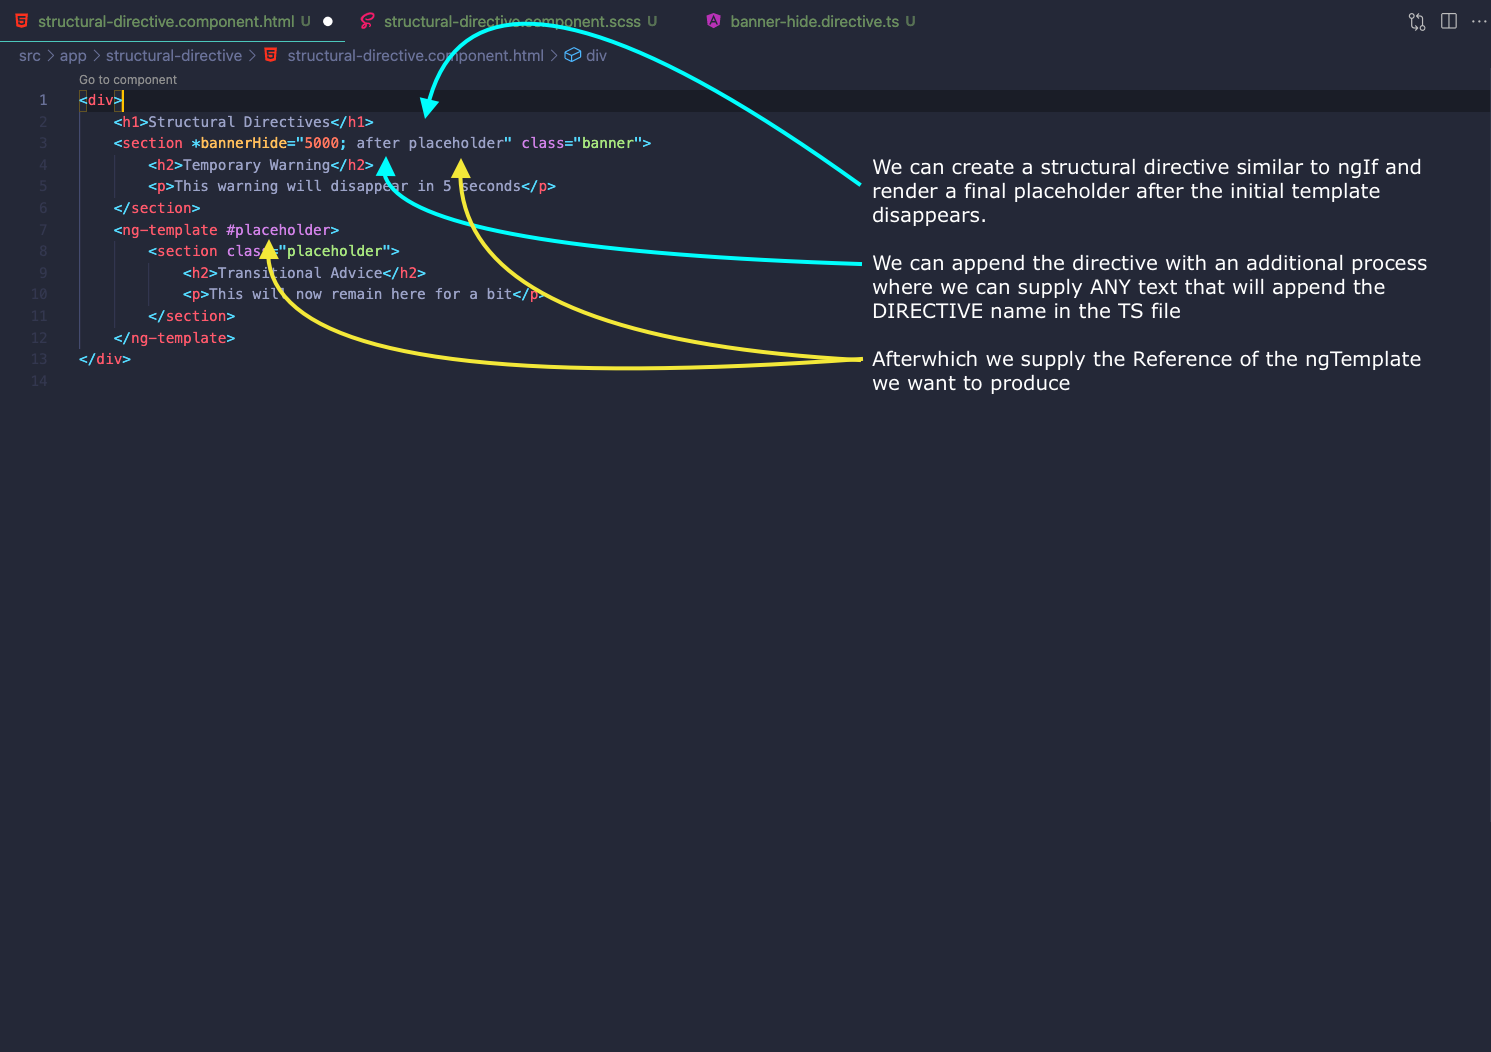 structural-directive.component.html U structural-directive.component.scss U banner-hide.directive.ts U
src > app > structural-directive > structural-directive.component.html > div
Go to component
1 <div>
2 <h1>Structural Directives</h1>
3 <section *bannerHide="5000; after placeholder" class="banner">
4 <h2>Temporary Warning</h2>
5 <p>This warning will disappear in 5 seconds</p>
6 </section>
7 <ng-template #placeholder>
8 <section class="placeholder">
9 <h2>Transitional Advice</h2>
10 <p>This will now remain here for a bit</p>
11 </section>
12 </ng-template>
13 </div>
14
We can create a structural directive similar to ngIf and
render a final placeholder after the initial template
disappears.
We can append the directive with an additional process
where we can supply ANY text that will append the
DIRECTIVE name in the TS file
Afterwhich we supply the Reference of the ngTemplate
we want to produce